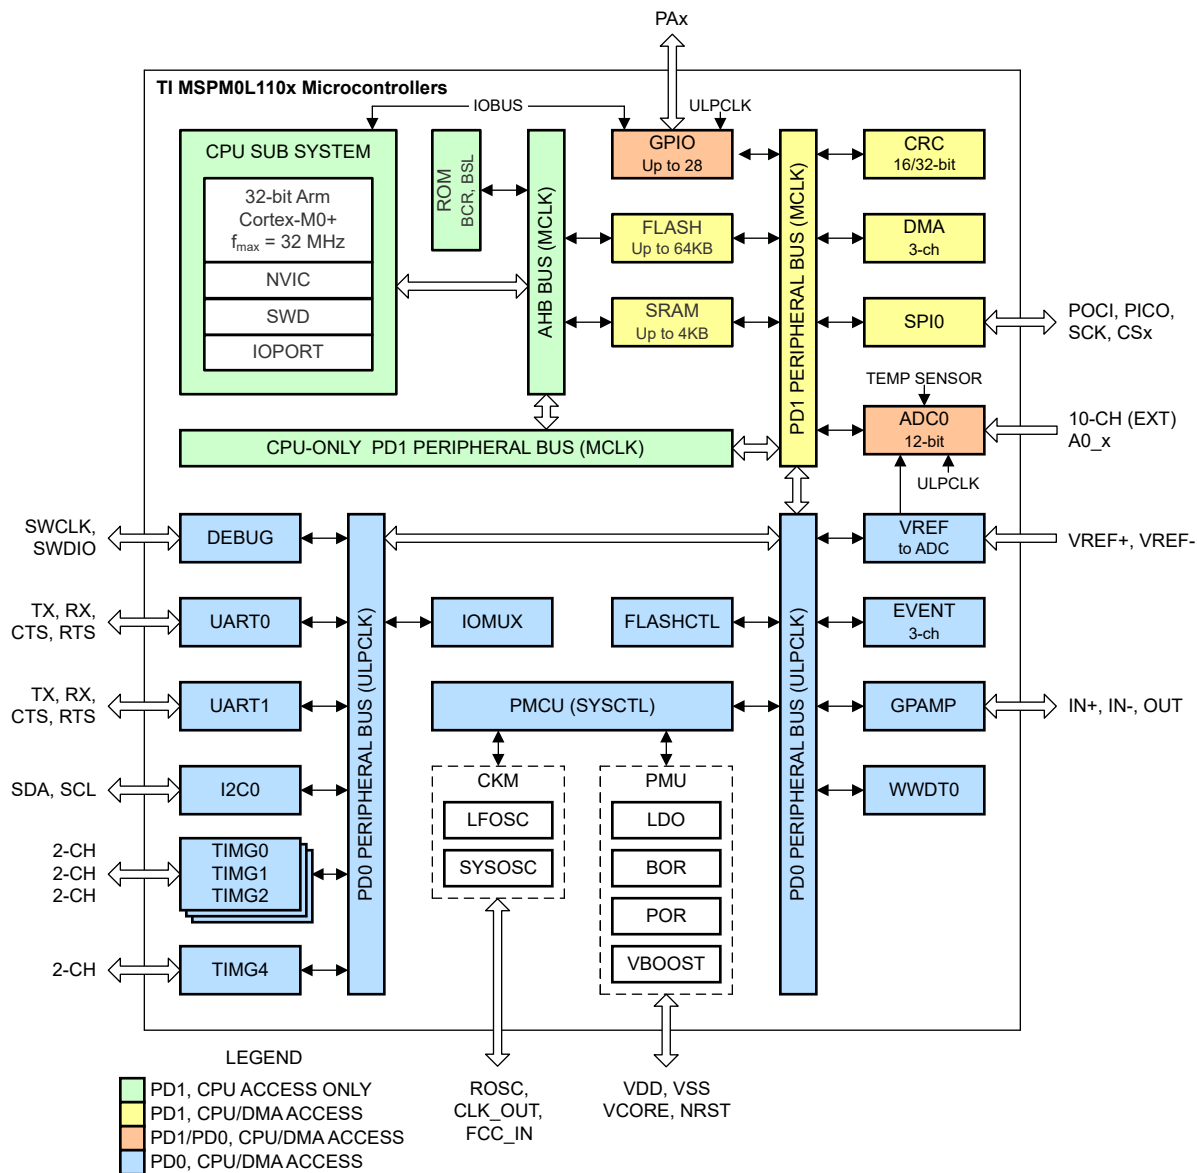 PAx
TI MSPM0L110x Microcontrollers
IOBUS
ULPCLK
CPU SUB SYSTEM
32-bit Arm
Cortex-M0+
fmax = 32 MHz
NVIC
SWD
IOPORT
ROM
BCR, BSL
AHB BUS (MCLK)
GPIO
Up to 28
FLASH
Up to 64KB
SRAM
Up to 4KB
PD1 PERIPHERAL BUS (MCLK)
CRC
16/32-bit
DMA
3-ch
SPI0
POCI, PICO,
SCK, CSx
TEMP SENSOR
ADC0
12-bit
10-CH (EXT)
A0_x
ULPCLK
CPU-ONLY PD1 PERIPHERAL BUS (MCLK)
SWCLK,
SWDIO
DEBUG
TX, RX,
CTS, RTS
UART0
TX, RX,
CTS, RTS
UART1
SDA, SCL
I2C0
2-CH
2-CH
2-CH
TIMG0
TIMG1
TIMG2
2-CH
TIMG4
PD0 PERIPHERAL BUS (ULPCLK)
IOMUX
FLASHCTL
PMCU (SYSCTL)
CKM
LFOSC
SYSOSC
PMU
LDO
BOR
POR
VBOOST
PD0 PERIPHERAL BUS (ULPCLK)
VREF
to ADC
VREF+, VREF-
EVENT
3-ch
GPAMP
IN+, IN-, OUT
WWDT0
ROSC,
CLK_OUT,
FCC_IN
VDD, VSS
VCORE, NRST
LEGEND
PD1, CPU ACCESS ONLY
PD1, CPU/DMA ACCESS
PD1/PD0, CPU/DMA ACCESS
PD0, CPU/DMA ACCESS